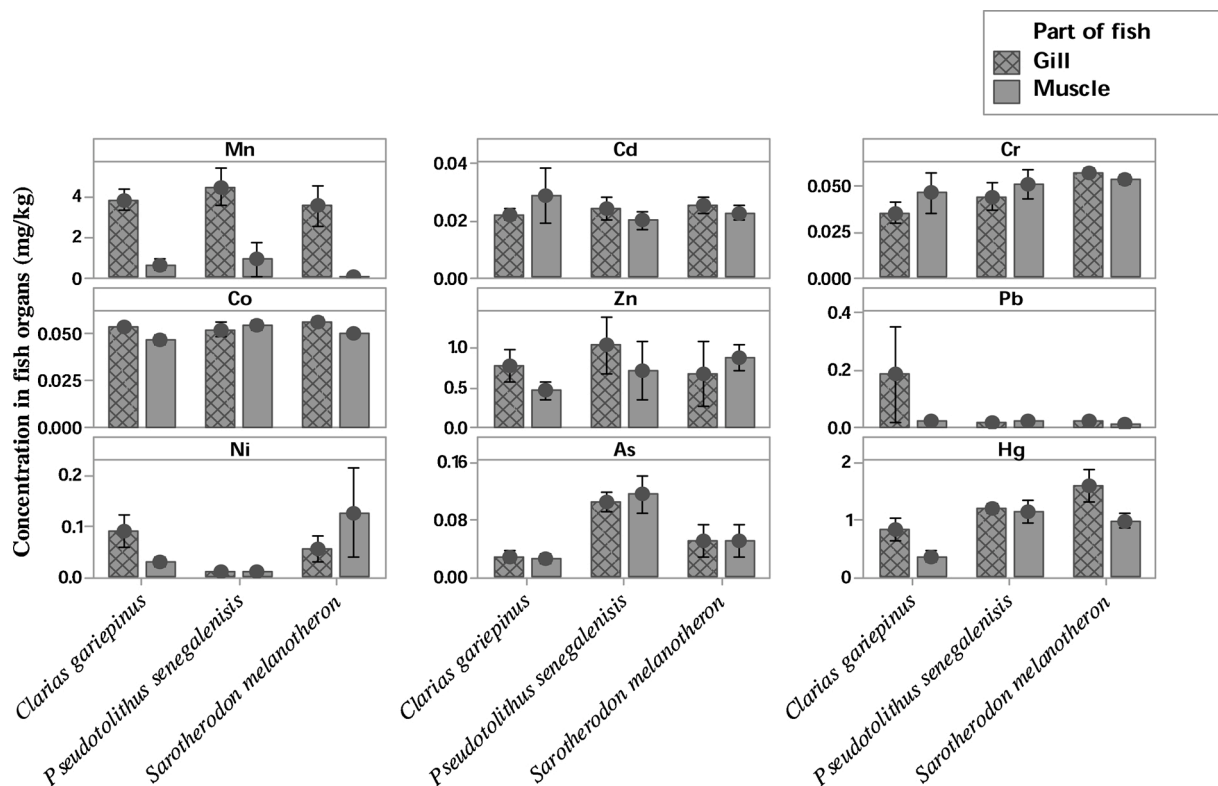 Part of fish
Gill
Muscle
Concentration in fish organs (mg/kg)
Mn
4
2
0
Cd
0.04
0.02
0.00
Cr
0.050
0.025
0.000
Co
0.050
0.025
0.000
Zn
1.0
0.5
0.0
Pb
0.4
0.2
0.0
Ni
0.2
0.1
0.0
As
0.16
0.08
0.00
Hg
2
1
0
Clarias gariepinus
Pseudotolithus senegalenisis
Sarotherodon melanotheron
Clarias gariepinus
Pseudotolithus senegalenisis
Sarotherodon melanotheron
Clarias gariepinus
Pseudotolithus senegalenisis
Sarotherodon melanotheron